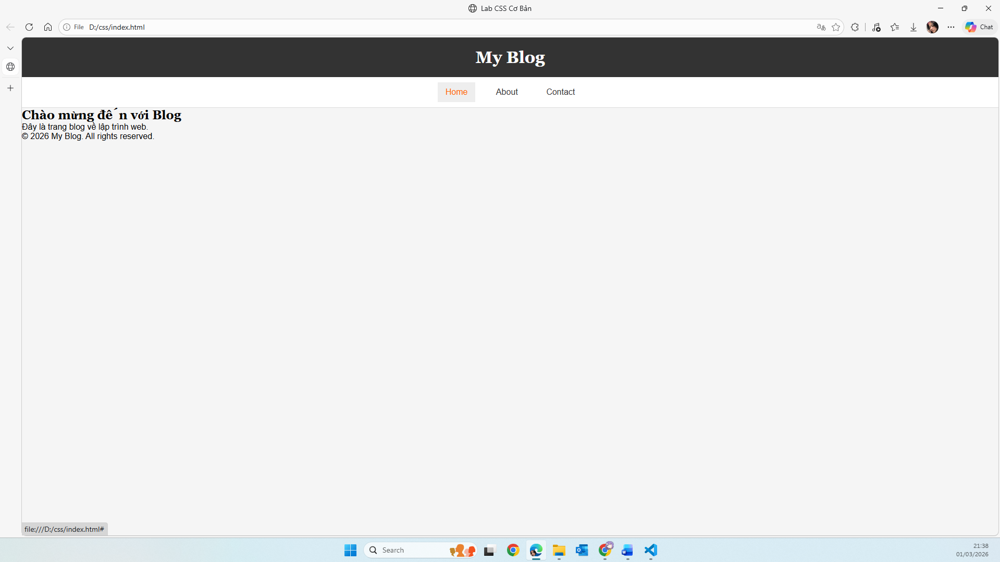 Lab CSS Cơ Bản
File D:/css/index.html
Chat
My Blog
Home About Contact
Chào mừng đến với Blog
Đây là trang blog về lập trình web.
© 2026 My Blog. All rights reserved.
file:///D:/css/index.html#
Search
21:38
01/03/2026